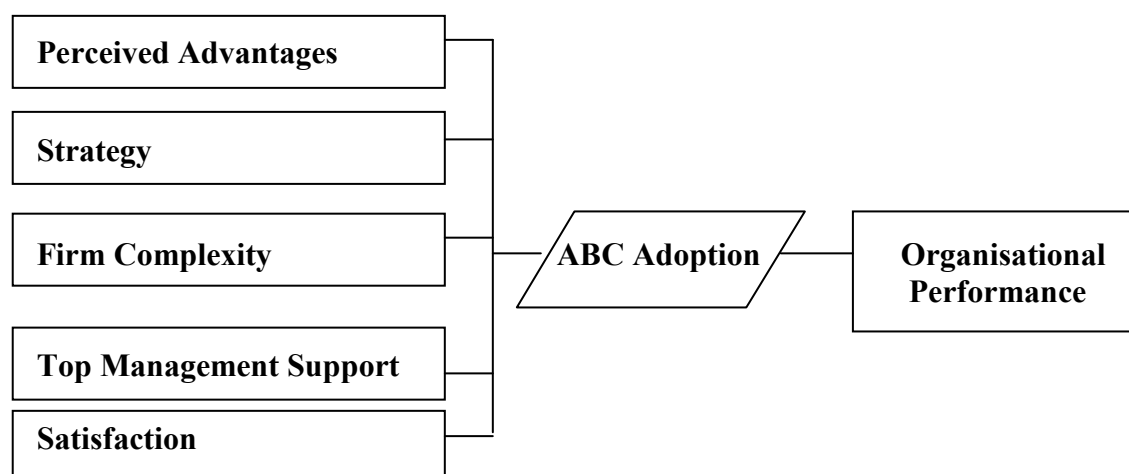 Perceived Advantages
Strategy
Firm Complexity
Top Management Support
Satisfaction
ABC Adoption
Organisational
Performance